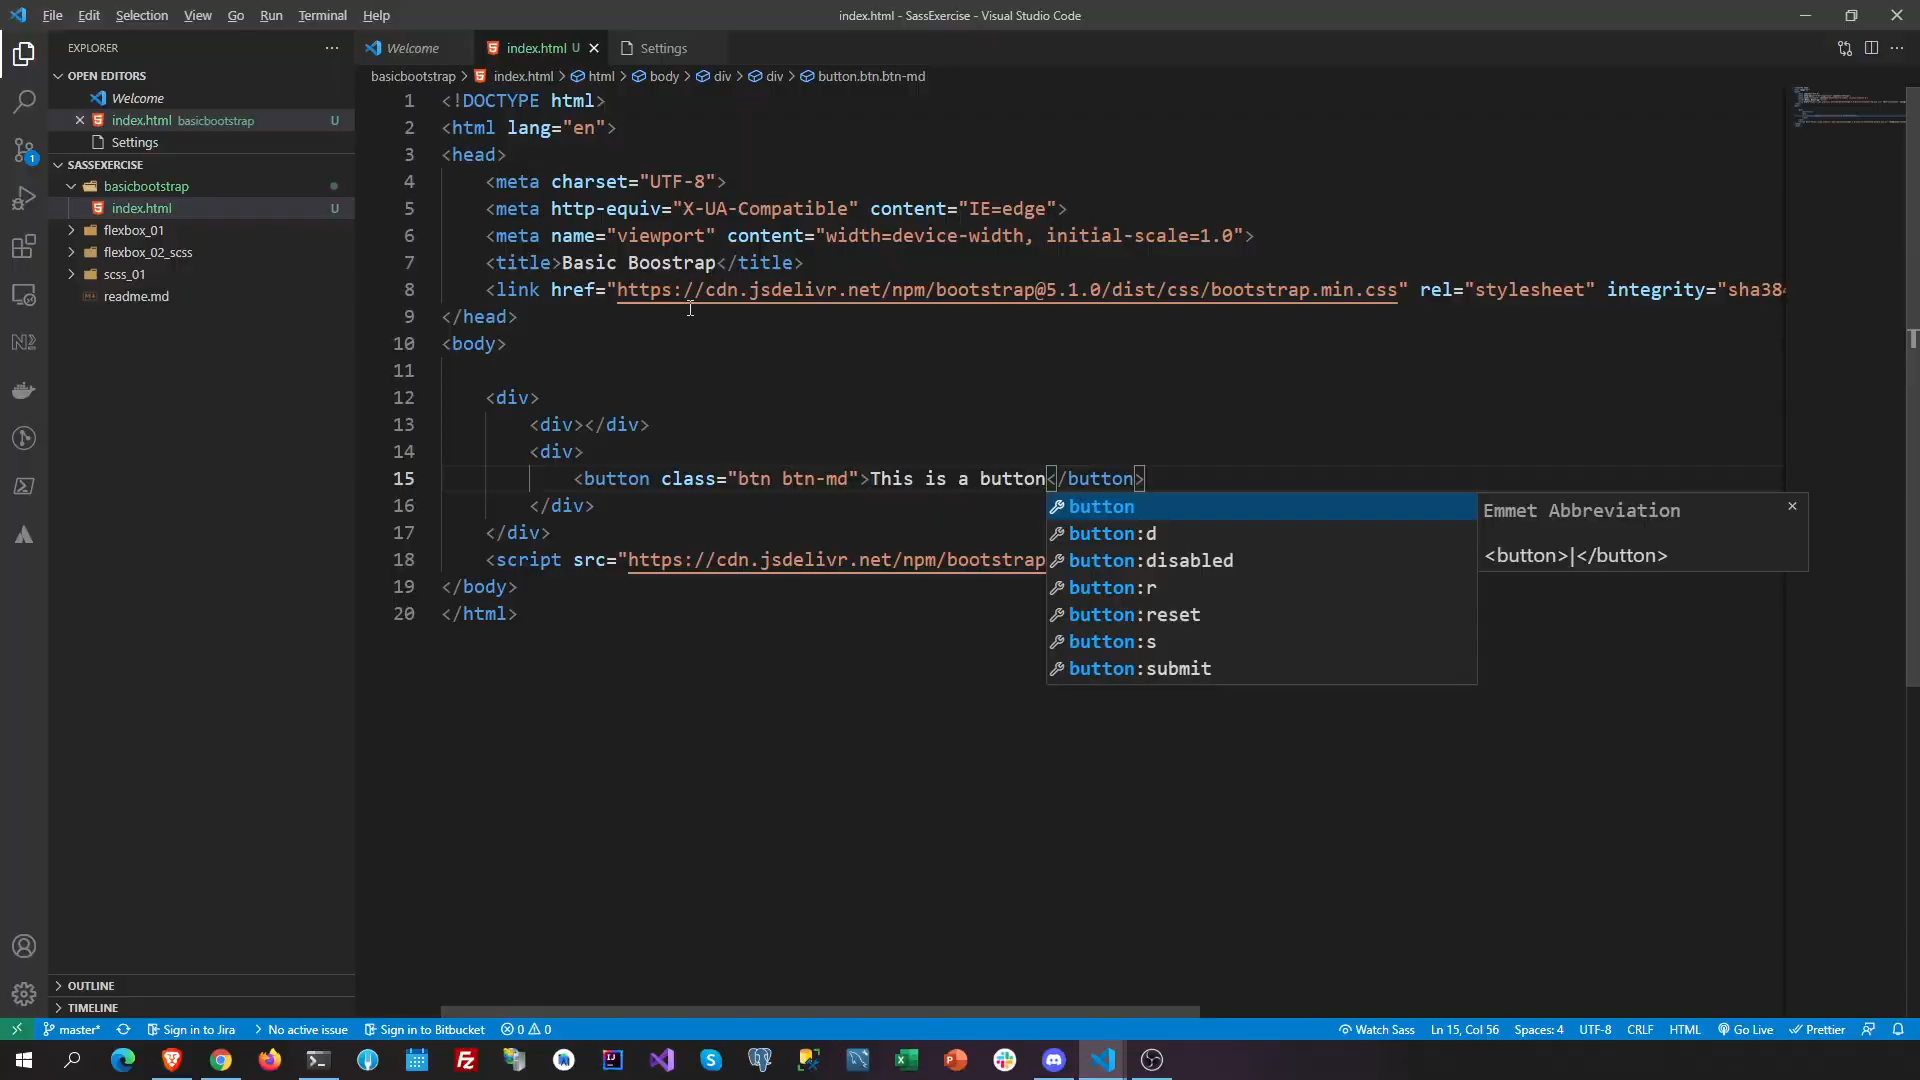 File Edit Selection View Go Run Terminal Help
index.html - SassExercise - Visual Studio Code
EXPLORER
OPEN EDITORS
Welcome
index.html basicbootstrap U
Settings
SASSEXERCISE
basicbootstrap
index.html U
flexbox_01
flexbox_02_scss
scss_01
readme.md
OUTLINE
TIMELINE
Welcome index.html U Settings
basicbootstrap > index.html > html > body > div > div > button.btn.btn-md
1 <!DOCTYPE html>
2 <html lang="en">
3 <head>
4 <meta charset="UTF-8">
5 <meta http-equiv="X-UA-Compatible" content="IE=edge">
6 <meta name="viewport" content="width=device-width, initial-scale=1.0">
7 <title>Basic Boostrap</title>
8 <link href="https://cdn.jsdelivr.net/npm/bootstrap@5.1.0/dist/css/bootstrap.min.css" rel="stylesheet" integrity="sha384
9 </head>
10 <body>
11
12 <div>
13 <div></div>
14 <div>
15 <button class="btn btn-md">This is a button</button>
16 </div>
17 </div>
18 <script src="https://cdn.jsdelivr.net/npm/bootstrap
19 </body>
20 </html>
button
button:d
button:disabled
button:r
button:reset
button:s
button:submit
Emmet Abbreviation
<button>|</button>
master* Sign in to Jira No active issue Sign in to Bitbucket 0 0
Watch Sass Ln 15, Col 56 Spaces: 4 UTF-8 CRLF HTML Go Live Prettier